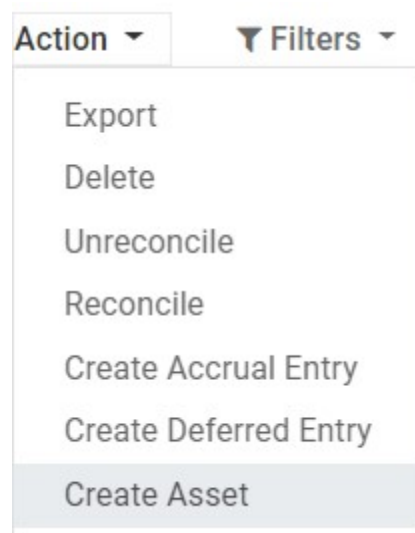 Action Filters
Export
Delete
Unreconcile
Reconcile
Create Accrual Entry
Create Deferred Entry
Create Asset